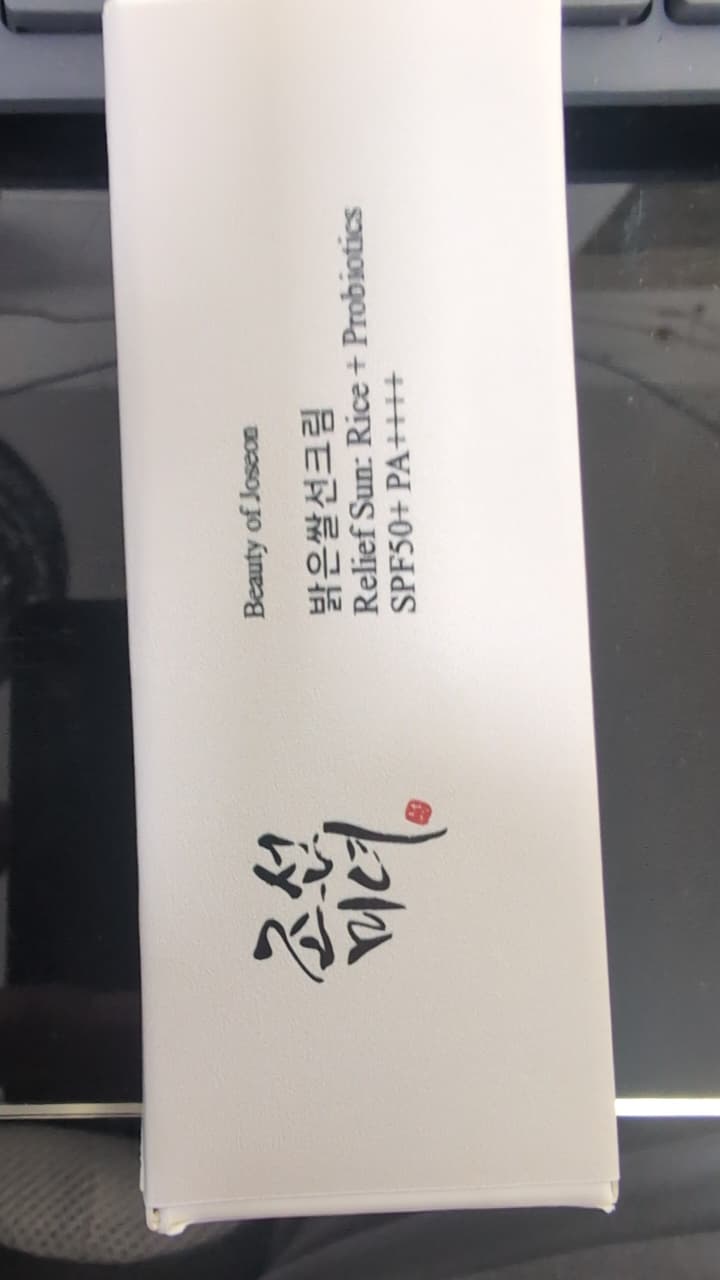 조선
미녀
Beauty of Joseon
밝은쌀선크림
Relief Sun: Rice + Probiotics
SPF50+ PA++++